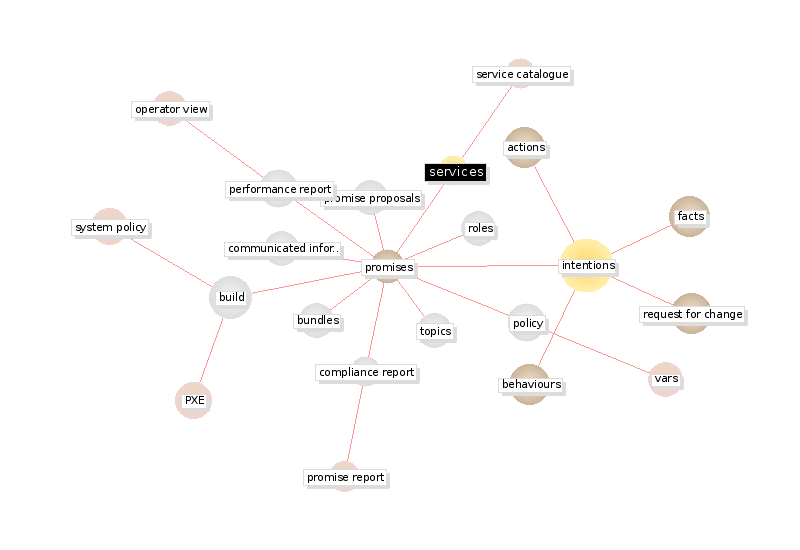 service catalogue
operator view
actions
services
performance report
promise proposals
facts
system policy
roles
communicated infor..
promises
intentions
build
request for change
bundles
policy
topics
compliance report
vars
behaviours
PXE
promise report